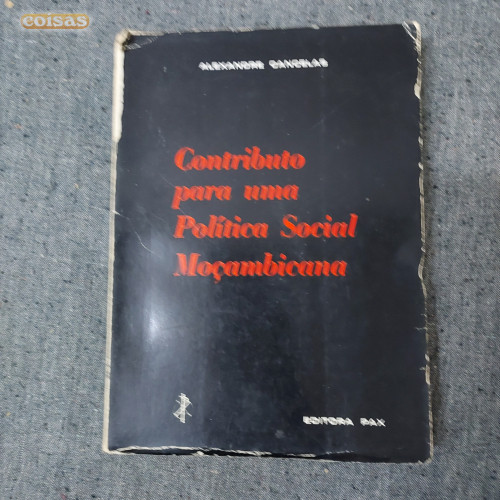 coisas
ALEXANDRE CANCELAS
Contributo
para uma
Política Social
Moçambicana
EDITORA PAX